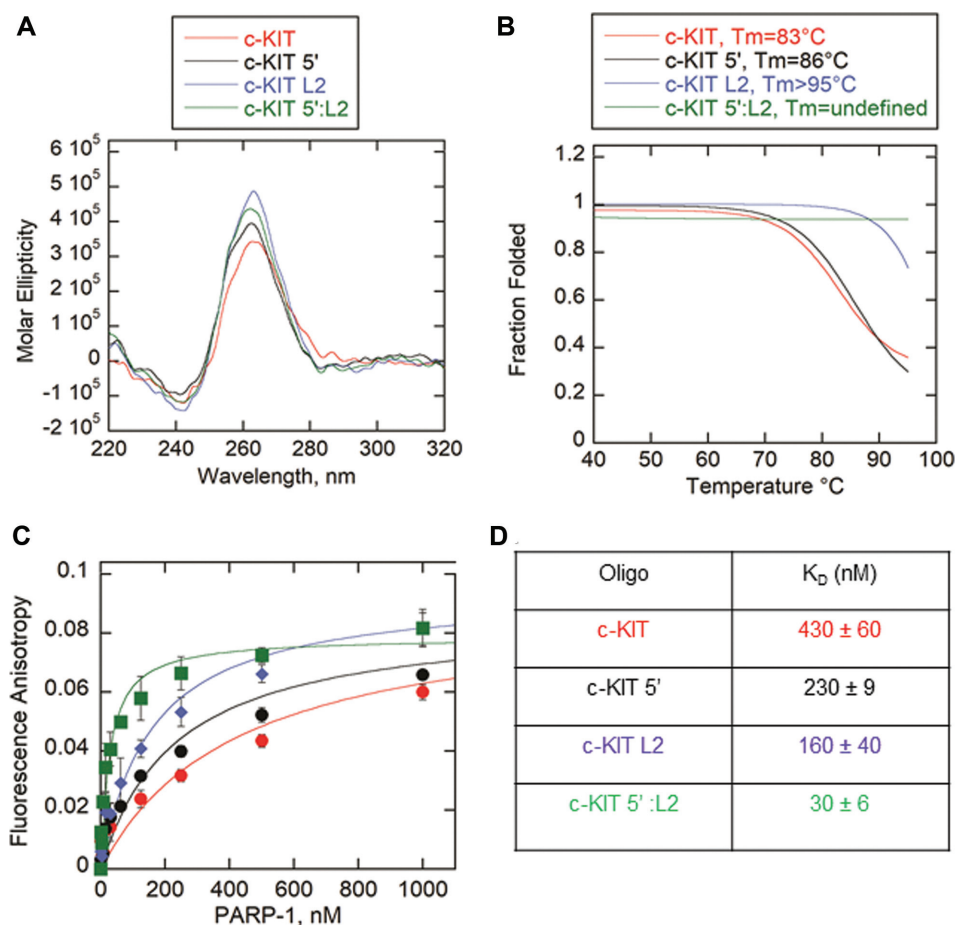 A
c-KIT
c-KIT 5'
c-KIT L2
c-KIT 5':L2
6 10^5
5 10^5
4 10^5
3 10^5
2 10^5
1 10^5
0
-1 10^5
-2 10^5
Molar Ellipticity
220 240 260 280 300 320
Wavelength, nm
B
c-KIT, Tm=83°C
c-KIT 5', Tm=86°C
c-KIT L2, Tm>95°C
c-KIT 5':L2, Tm=undefined
1.2
1
0.8
0.6
0.4
0.2
0
Fraction Folded
40 50 60 70 80 90 100
Temperature °C
C
0.1
0.08
0.06
0.04
0.02
0
Fluorescence Anisotropy
0 200 400 600 800 1000
PARP-1, nM
D
Oligo K_D (nM)
c-KIT 430 ± 60
c-KIT 5' 230 ± 9
c-KIT L2 160 ± 40
c-KIT 5' :L2 30 ± 6